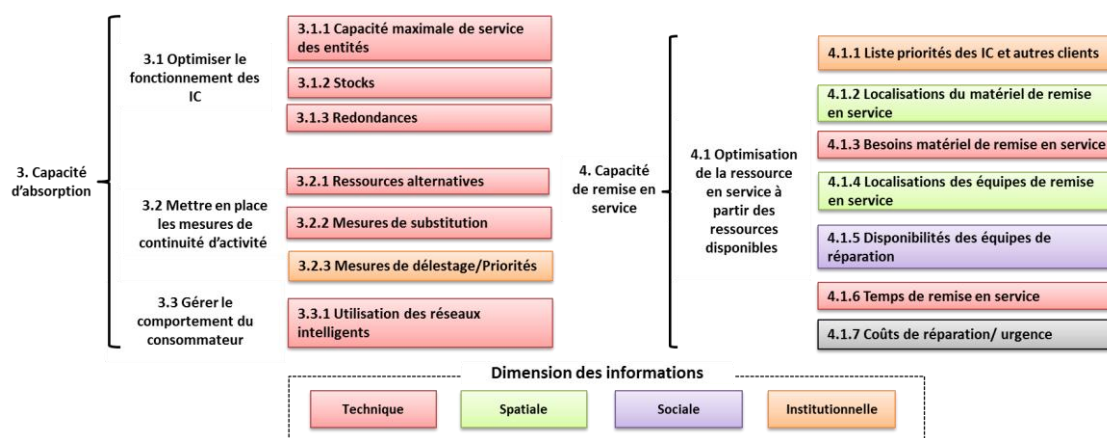 3. Capacité
d'absorption
3.1 Optimiser le
fonctionnement des
IC
3.1.1 Capacité maximale de service
des entités
3.1.2 Stocks
3.1.3 Redondances
3.2 Mettre en place
les mesures de
continuité d'activité
3.2.1 Ressources alternatives
3.2.2 Mesures de substitution
3.2.3 Mesures de délestage/Priorités
3.3 Gérer le
comportement du
consommateur
3.3.1 Utilisation des réseaux
intelligents
4. Capacité
de remise en
service
4.1 Optimisation
de la ressource
en service à
partir des
ressources
disponibles
4.1.1 Liste priorités des IC et autres clients
4.1.2 Localisations du matériel de remise
en service
4.1.3 Besoins matériel de remise en service
4.1.4 Localisations des équipes de remise
en service
4.1.5 Disponibilités des équipes de
réparation
4.1.6 Temps de remise en service
4.1.7 Coûts de réparation/ urgence
Dimension des informations
Technique
Spatiale
Sociale
Institutionnelle